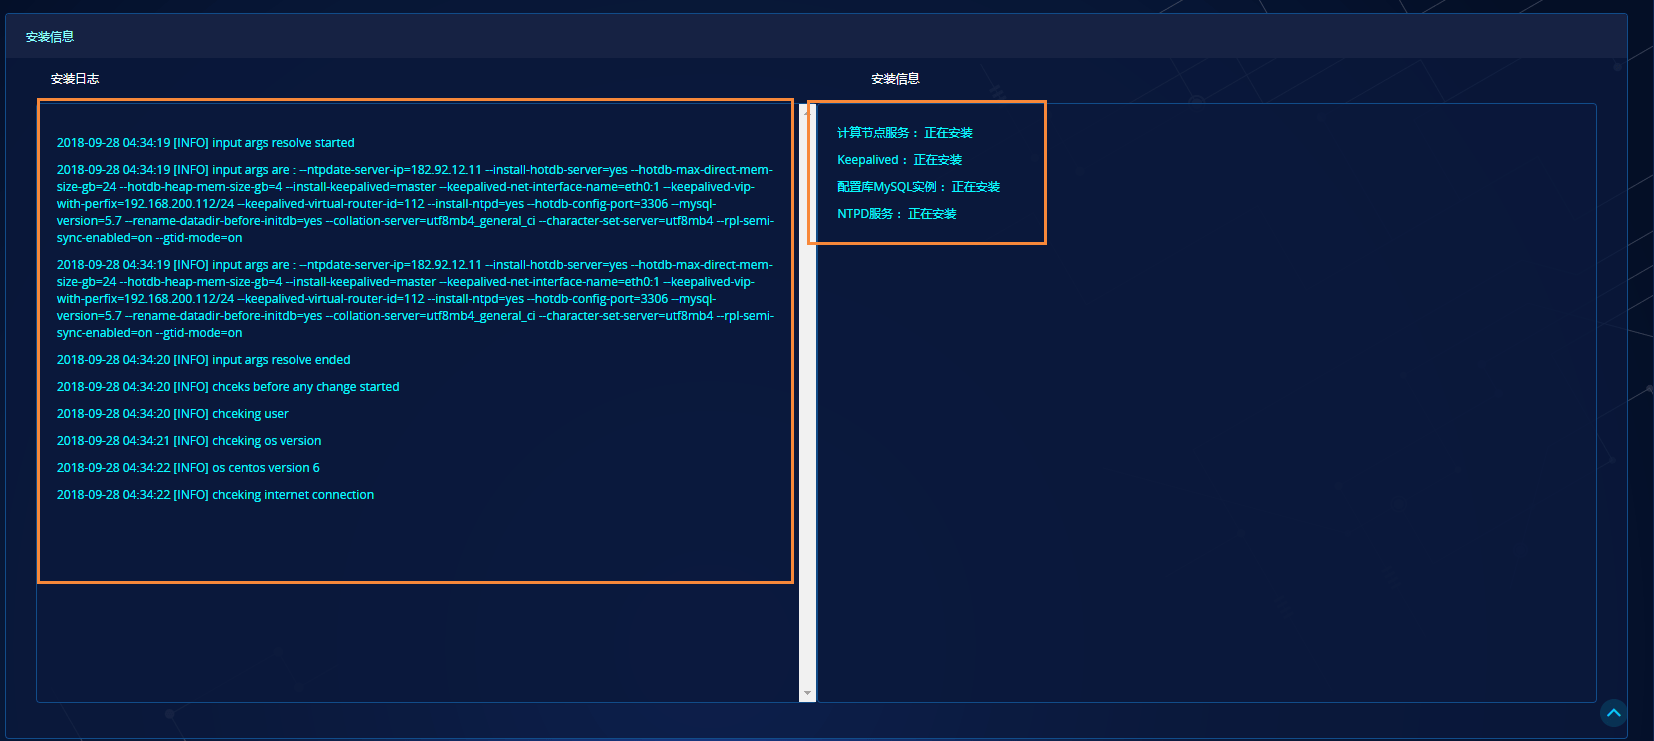 安装信息
安装日志
2018-09-28 04:34:19 [INFO] input args resolve started
2018-09-28 04:34:19 [INFO] input args are : --ntpdate-server-ip=182.92.12.11 --install-hotdb-server=yes --hotdb-max-direct-mem-
size-gb=24 --hotdb-heap-mem-size-gb=4 --install-keepalived=master --keepalived-net-interface-name=eth0:1 --keepalived-vip-
with-perfix=192.168.200.112/24 --keepalived-virtual-router-id=112 --install-ntpd=yes --hotdb-config-port=3306 --mysql-
version=5.7 --rename-datadir-before-initdb=yes --collation-server=utf8mb4_general_ci --character-set-server=utf8mb4 --rpl-semi-
sync-enabled=on --gtid-mode=on
2018-09-28 04:34:19 [INFO] input args are : --ntpdate-server-ip=182.92.12.11 --install-hotdb-server=yes --hotdb-max-direct-mem-
size-gb=24 --hotdb-heap-mem-size-gb=4 --install-keepalived=master --keepalived-net-interface-name=eth0:1 --keepalived-vip-
with-perfix=192.168.200.112/24 --keepalived-virtual-router-id=112 --install-ntpd=yes --hotdb-config-port=3306 --mysql-
version=5.7 --rename-datadir-before-initdb=yes --collation-server=utf8mb4_general_ci --character-set-server=utf8mb4 --rpl-semi-
sync-enabled=on --gtid-mode=on
2018-09-28 04:34:20 [INFO] input args resolve ended
2018-09-28 04:34:20 [INFO] chceks before any change started
2018-09-28 04:34:20 [INFO] chceking user
2018-09-28 04:34:21 [INFO] chceking os version
2018-09-28 04:34:22 [INFO] os centos version 6
2018-09-28 04:34:22 [INFO] chceking internet connection
安装信息
计算节点服务： 正在安装
Keepalived： 正在安装
配置库MySQL实例： 正在安装
NTPD服务： 正在安装